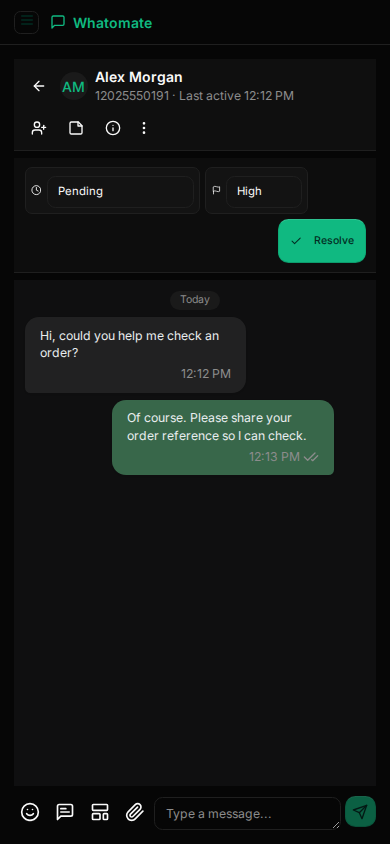 Whatomate
Alex Morgan
AM
12025550191 · Last active 12:12 PM
Pending
High
Resolve
Today
Hi, could you help me check an
order?
12:12 PM
Of course. Please share your
order reference so I can check.
12:13 PM
Type a message...